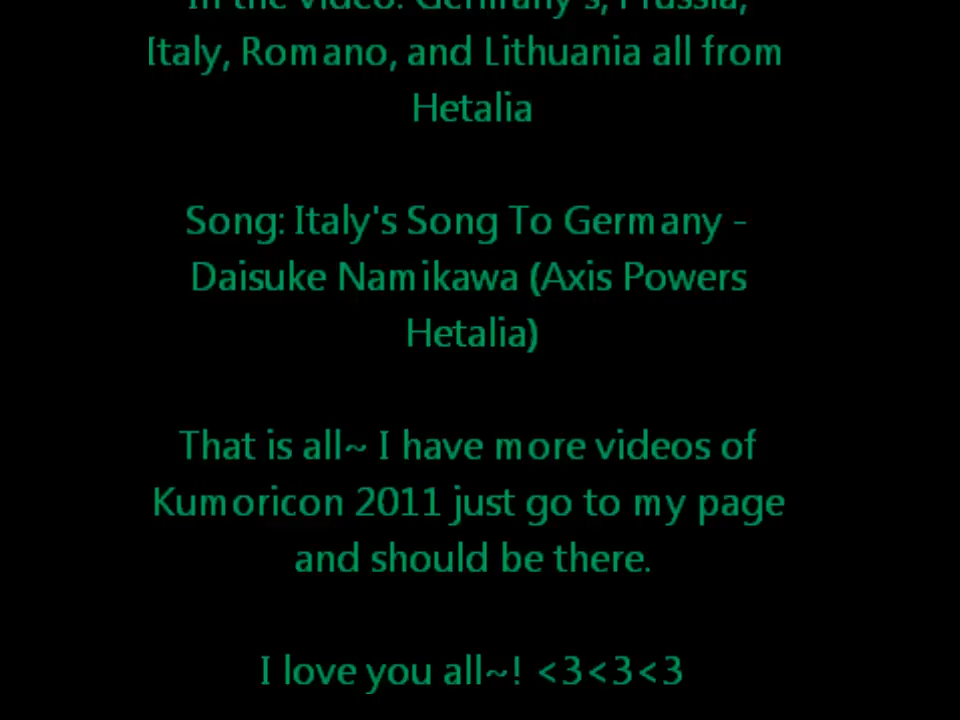 In the video: Germany's, Prussia,
Italy, Romano, and Lithuania all from
Hetalia
Song: Italy's Song To Germany -
Daisuke Namikawa (Axis Powers
Hetalia)
That is all~ I have more videos of
Kumoricon 2011 just go to my page
and should be there.
I love you all~! <3<3<3